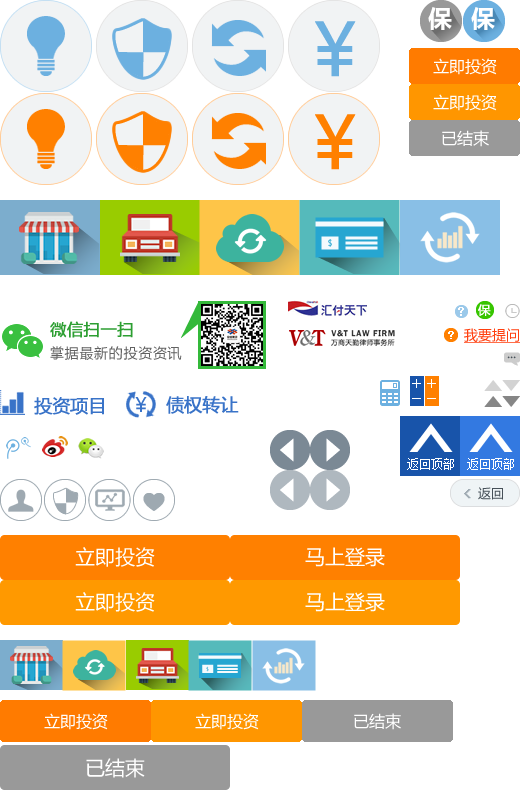 保 保
立即投资
立即投资
已结束
微信扫一扫
掌握最新的投资资讯
汇付天下
V&T V&T LAW FIRM
万商天勤律师事务所
? 保
? 我要提问
投资项目
债权转让
返回顶部 返回顶部
返回
立即投资 马上登录
立即投资 马上登录
立即投资 立即投资 已结束
已结束